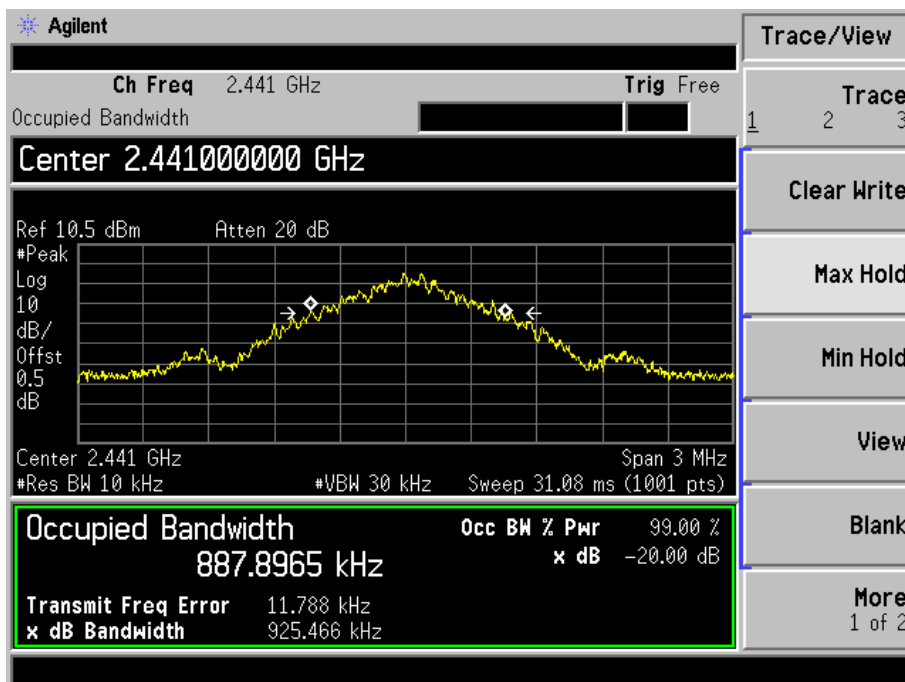 Agilent
Trace/View
Ch Freq 2.441 GHz Trig Free
Occupied Bandwidth
Trace
1 2 3
Center 2.441000000 GHz
Clear Write
Ref 10.5 dBm Atten 20 dB
#Peak
Log
10
dB/
Offst
0.5
dB
Max Hold
Min Hold
View
Center 2.441 GHz Span 3 MHz
#Res BW 10 kHz #VBW 30 kHz Sweep 31.08 ms (1001 pts)
Occupied Bandwidth Occ BW % Pwr 99.00 %
887.8965 kHz x dB -20.00 dB
Blank
Transmit Freq Error 11.788 kHz
x dB Bandwidth 925.466 kHz
More
1 of 2